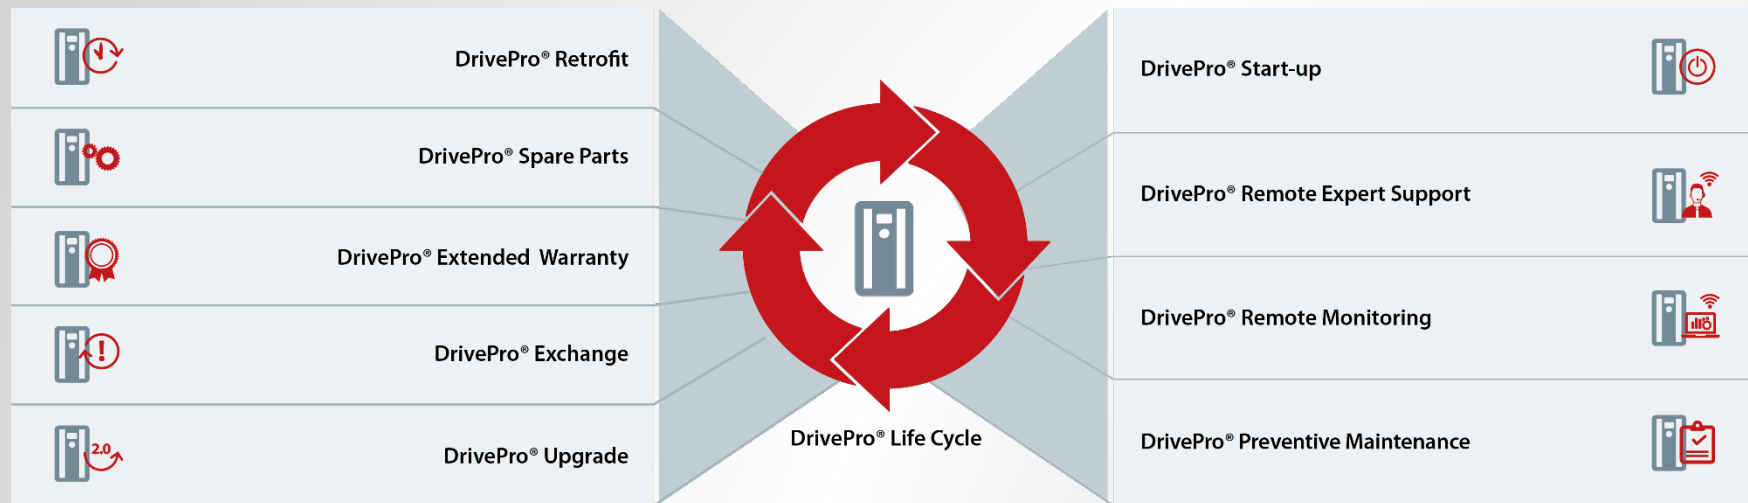 DrivePro® Retrofit
DrivePro® Spare Parts
DrivePro® Extended Warranty
DrivePro® Exchange
2.0
DrivePro® Upgrade
DrivePro® Life Cycle
DrivePro® Start-up
DrivePro® Remote Expert Support
DrivePro® Remote Monitoring
DrivePro® Preventive Maintenance